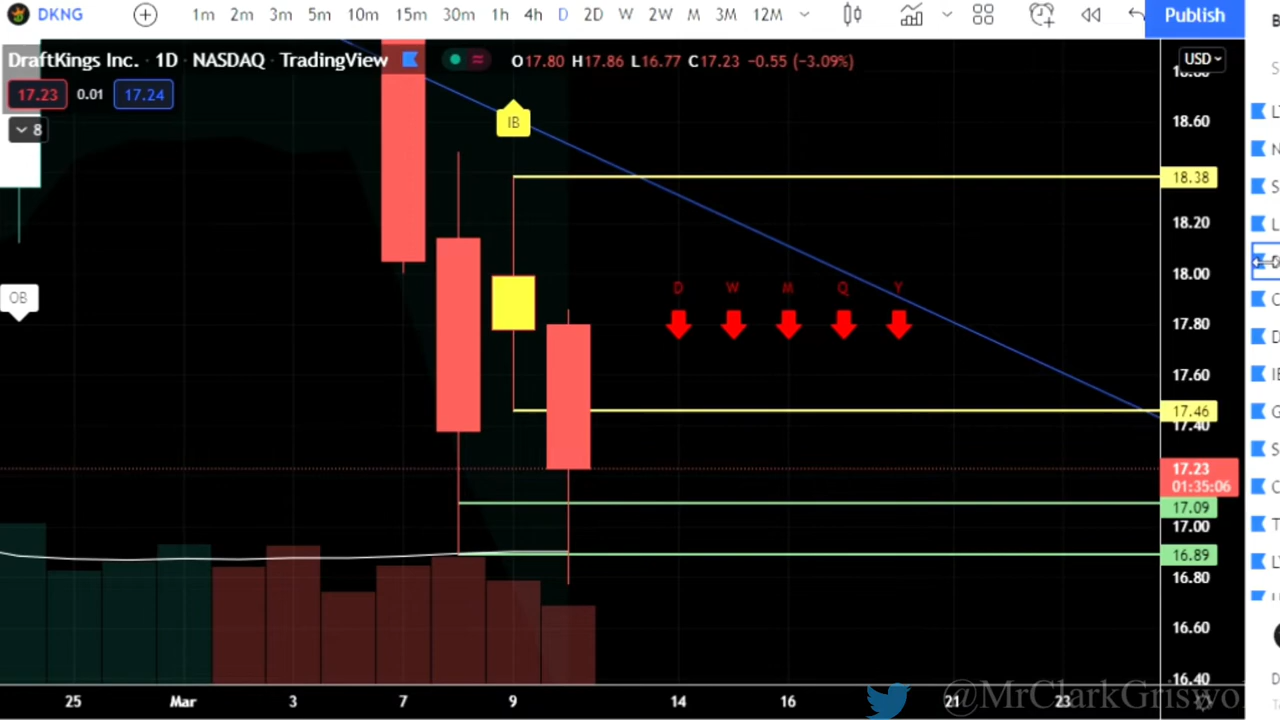 DKNG 1m 2m 3m 5m 10m 15m 30m 1h 4h D 2D W 2W M 3M 12M Publish
DraftKings Inc. · 1D · NASDAQ · TradingView O17.80 H17.86 L16.77 C17.23 −0.55 (−3.09%) USD
17.23 0.01 17.24
8
IB
18.60
18.38
18.20
18.00
OB
D W M Q Y
17.80
17.60
17.46
17.40
17.23
01:35:06
17.09
17.00
16.89
16.80
16.60
16.40
25 Mar 3 7 9 14 16 21 23
@MrClarkGriswo